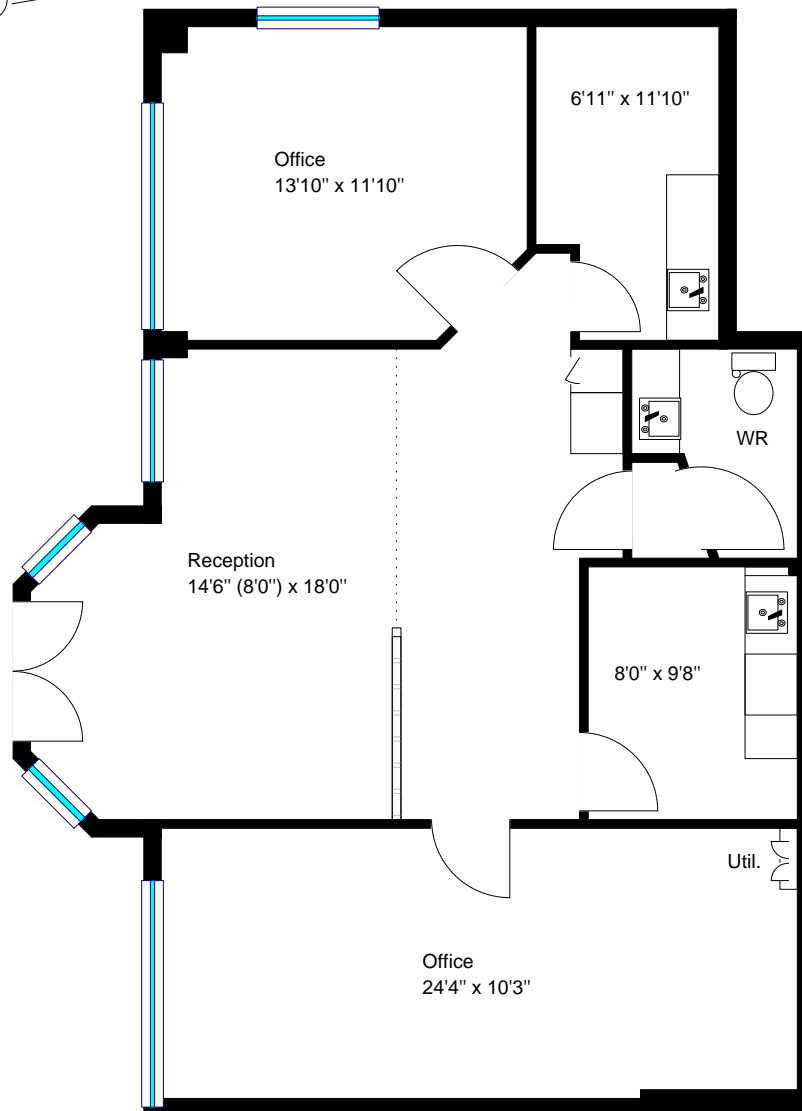 6'11" x 11'10"
Office
13'10" x 11'10"
WR
Reception
14'6" (8'0") x 18'0"
8'0" x 9'8"
Util.
Office
24'4" x 10'3"